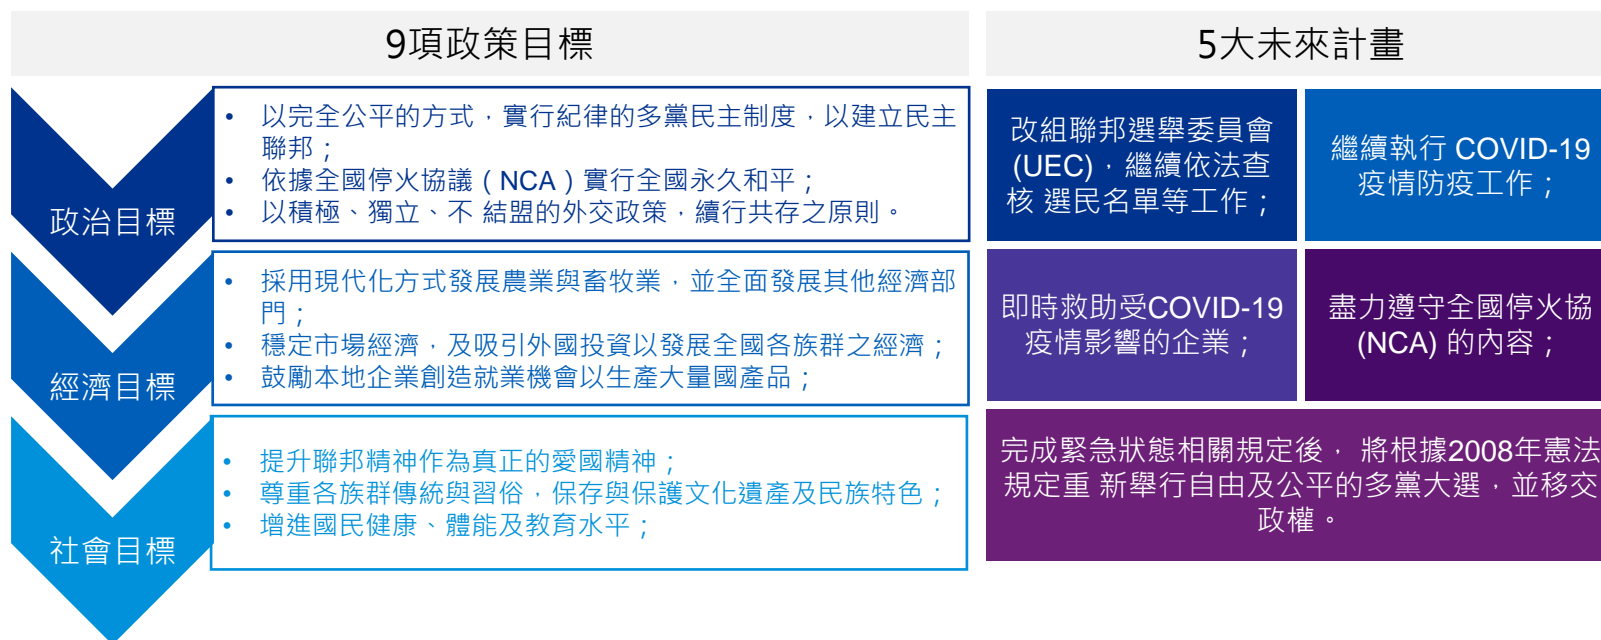 9項政策目標
政治目標
• 以完全公平的方式，實行紀律的多黨民主制度，以建立民主
聯邦；
• 依據全國停火協議（NCA）實行全國永久和平；
• 以積極、獨立、不 結盟的外交政策，續行共存之原則。
經濟目標
• 採用現代化方式發展農業與畜牧業，並全面發展其他經濟部
門；
• 穩定市場經濟，及吸引外國投資以發展全國各族群之經濟；
• 鼓勵本地企業創造就業機會以生產大量國產品；
社會目標
• 提升聯邦精神作為真正的愛國精神；
• 尊重各族群傳統與習俗，保存與保護文化遺產及民族特色；
• 增進國民健康、體能及教育水平；
5大未來計畫
改組聯邦選舉委員會
(UEC)，繼續依法查
核 選民名單等工作；
繼續執行 COVID-19
疫情防疫工作；
即時救助受COVID-19
疫情影響的企業；
盡力遵守全國停火協
(NCA) 的內容；
完成緊急狀態相關規定後， 將根據2008年憲法
規定重 新舉行自由及公平的多黨大選，並移交
政權。